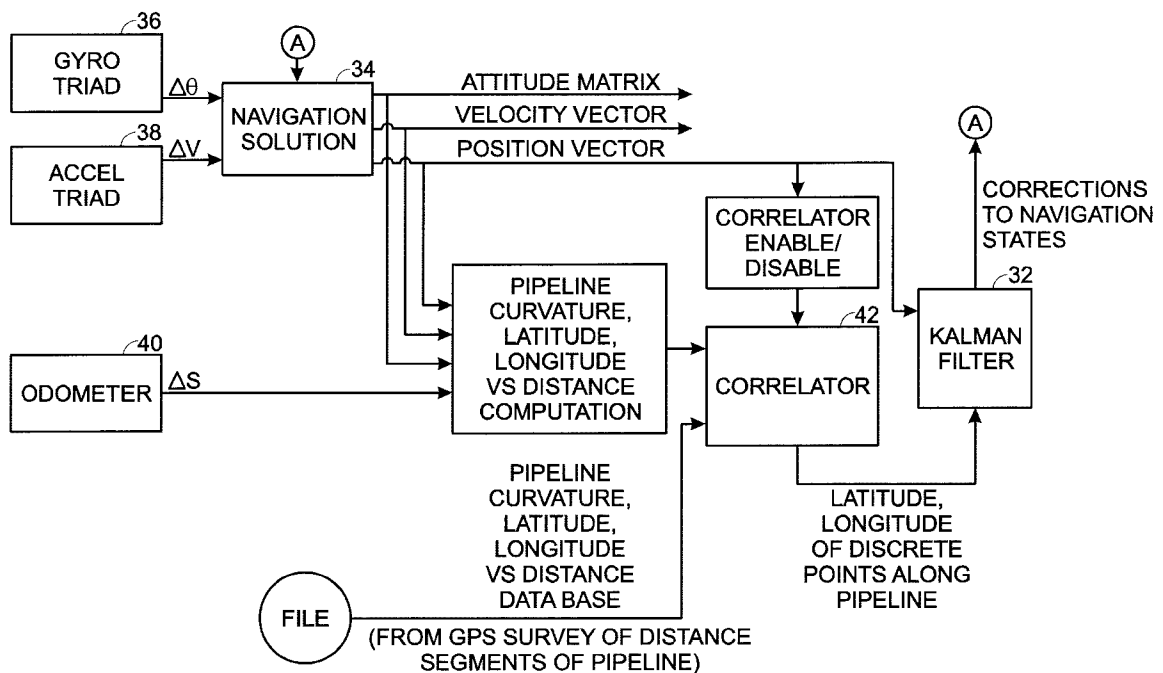 36
GYRO
TRIAD
Δθ
A
34
NAVIGATION
SOLUTION
ATTITUDE MATRIX
VELOCITY VECTOR
POSITION VECTOR
38
ACCEL
TRIAD
ΔV
A
CORRECTIONS
TO NAVIGATION
STATES
CORRELATOR
ENABLE/
DISABLE
PIPELINE
CURVATURE,
LATITUDE,
LONGITUDE
VS DISTANCE
COMPUTATION
42
CORRELATOR
32
KALMAN
FILTER
40
ODOMETER
ΔS
PIPELINE
CURVATURE,
LATITUDE,
LONGITUDE
VS DISTANCE
DATA BASE
LATITUDE,
LONGITUDE
OF DISCRETE
POINTS ALONG
PIPELINE
FILE
(FROM GPS SURVEY OF DISTANCE
SEGMENTS OF PIPELINE)